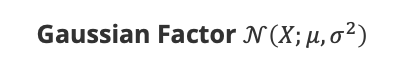 Gaussian Factor 𝒩(X; μ, σ²)